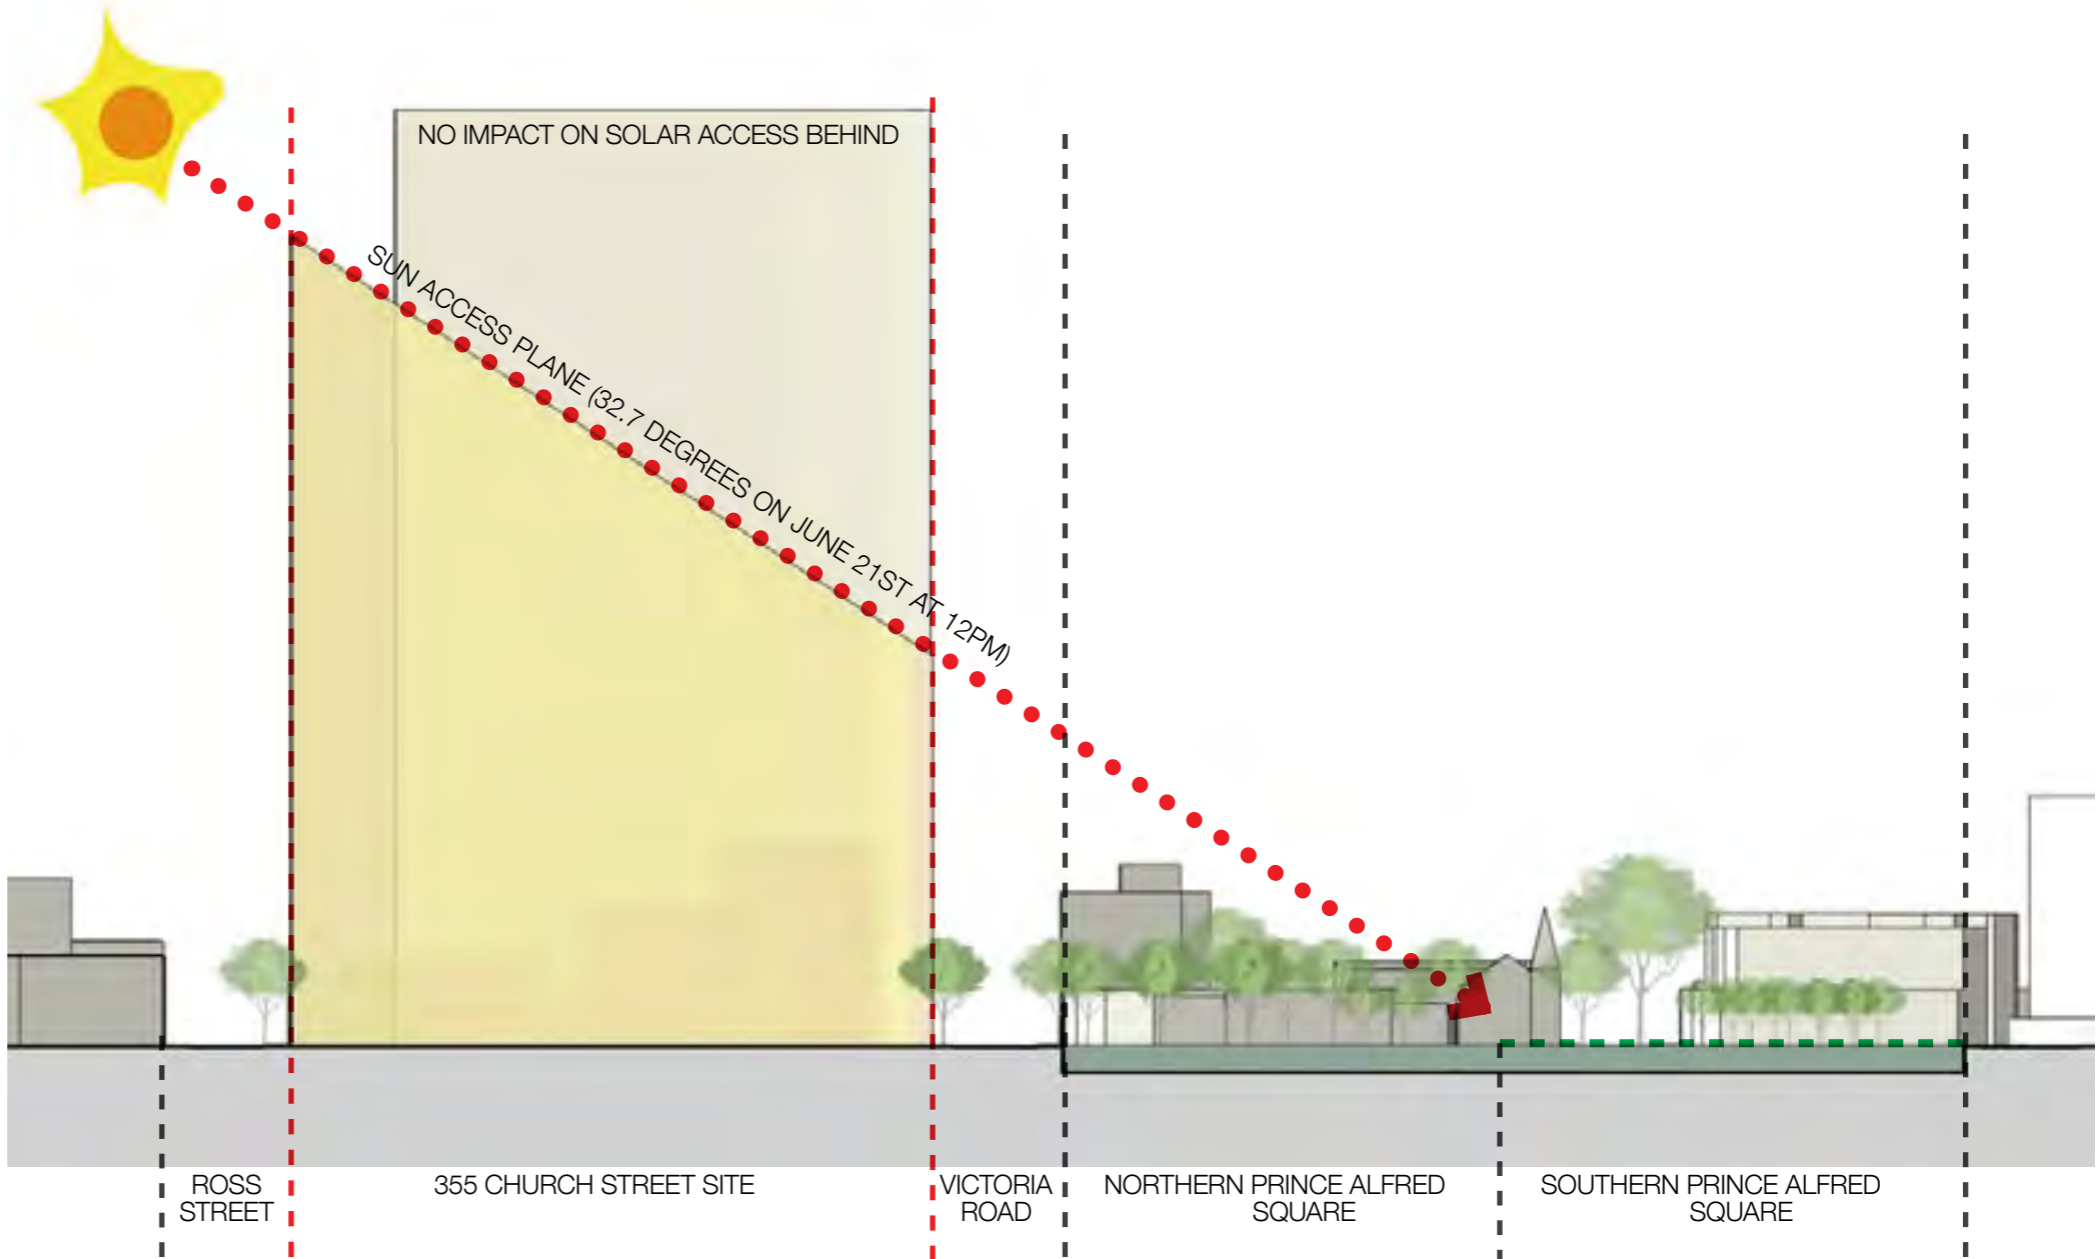 NO IMPACT ON SOLAR ACCESS BEHIND
SUN ACCESS PLANE (32.7 DEGREES ON JUNE 21ST AT 12PM)
ROSS
STREET
355 CHURCH STREET SITE
VICTORIA
ROAD
NORTHERN PRINCE ALFRED
SQUARE
SOUTHERN PRINCE ALFRED
SQUARE